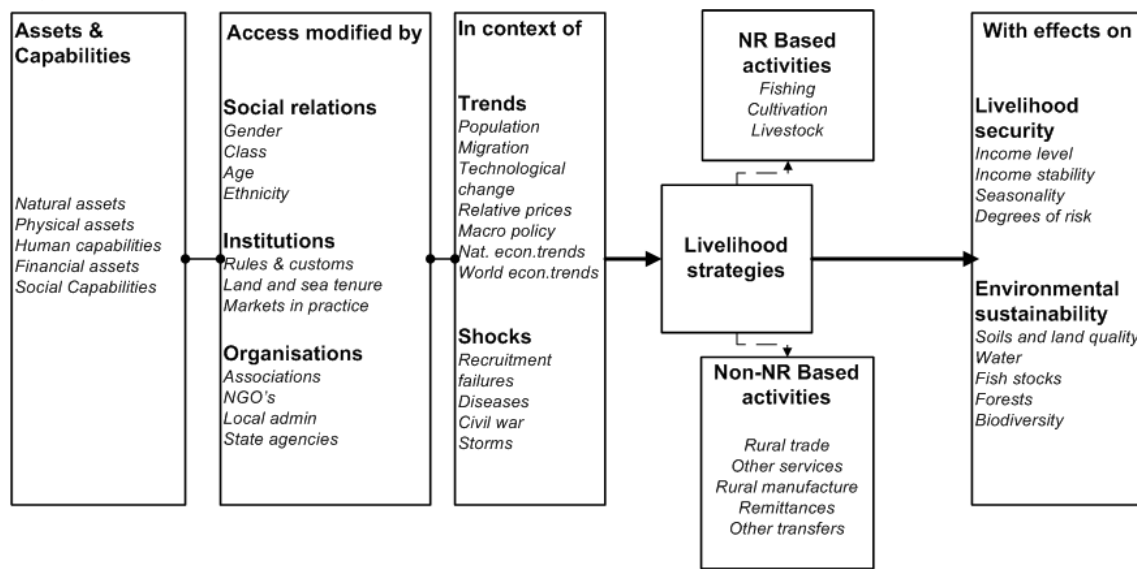 Assets &
Capabilities
Natural assets
Physical assets
Human capabilities
Financial assets
Social Capabilities
Access modified by
Social relations
Gender
Class
Age
Ethnicity
Institutions
Rules & customs
Land and sea tenure
Markets in practice
Organisations
Associations
NGO's
Local admin
State agencies
In context of
Trends
Population
Migration
Technological
change
Relative prices
Macro policy
Nat. econ.trends
World econ.trends
Shocks
Recruitment
failures
Diseases
Civil war
Storms
NR Based
activities
Fishing
Cultivation
Livestock
Livelihood
strategies
Non-NR Based
activities
Rural trade
Other services
Rural manufacture
Remittances
Other transfers
With effects on
Livelihood
security
Income level
Income stability
Seasonality
Degrees of risk
Environmental
sustainability
Soils and land quality
Water
Fish stocks
Forests
Biodiversity